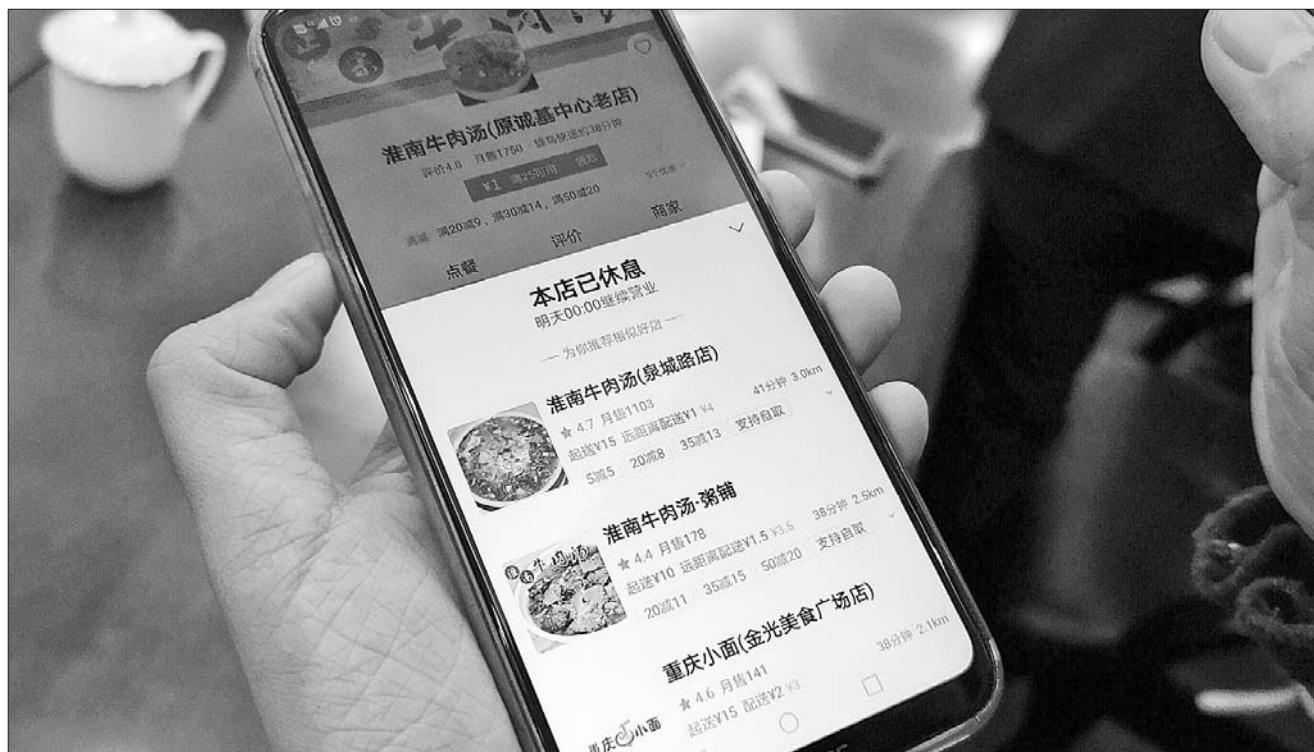 淮南牛肉汤(原诚基中心老店)
评价4.8 月售1750 蜂鸟快送约38分钟
¥1 满25可用 领取
满减 满20减9，满30减14，满50减20 5个优惠
点餐 评价 商家
本店已休息
明天00:00继续营业
为你推荐相似好店
淮南牛肉汤(泉城路店)
4.7 月售1103 41分钟 3.0km
起送¥15 远距离配送¥1 ¥4
5减5 20减8 35减13 支持自取
淮南牛肉汤·粥铺
4.4 月售178 38分钟 2.5km
起送¥10 远距离配送¥1.5 ¥3.5
20减11 35减15 50减20 支持自取
淮南牛肉汤
重庆小面(金光美食广场店)
4.6 月售141 38分钟 2.1km
起送¥15 配送¥2 ¥3
重庆小面